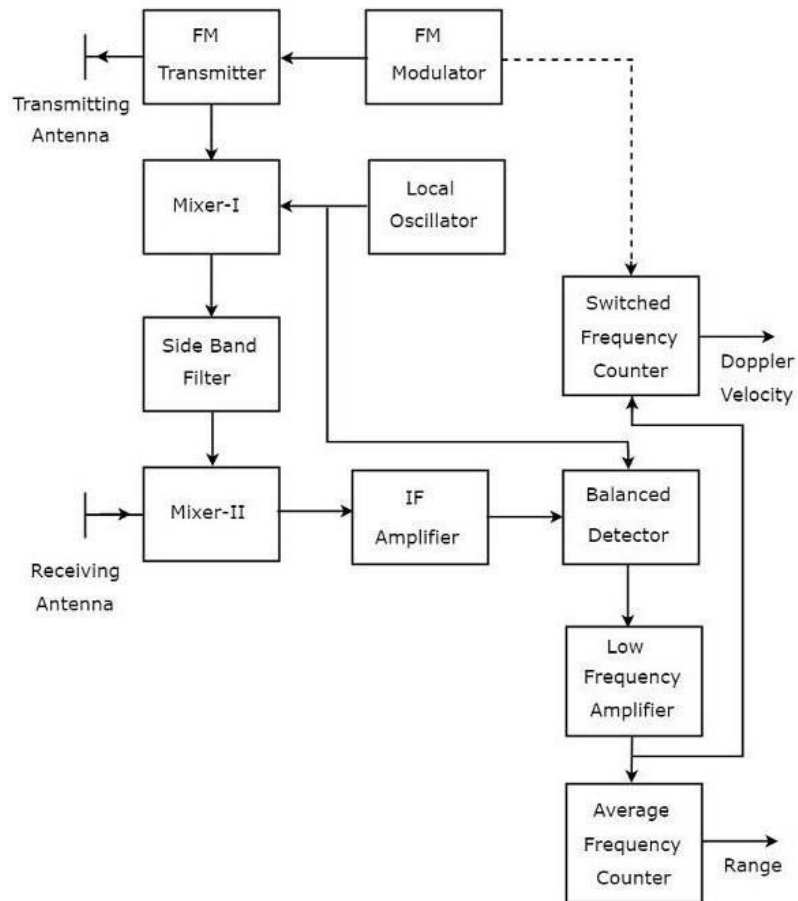 FM
Transmitter
FM
Modulator
Transmitting
Antenna
Mixer-I
Local
Oscillator
Switched
Frequency
Counter
Doppler
Velocity
Side Band
Filter
Mixer-II
IF
Amplifier
Balanced
Detector
Receiving
Antenna
Low
Frequency
Amplifier
Average
Frequency
Counter
Range